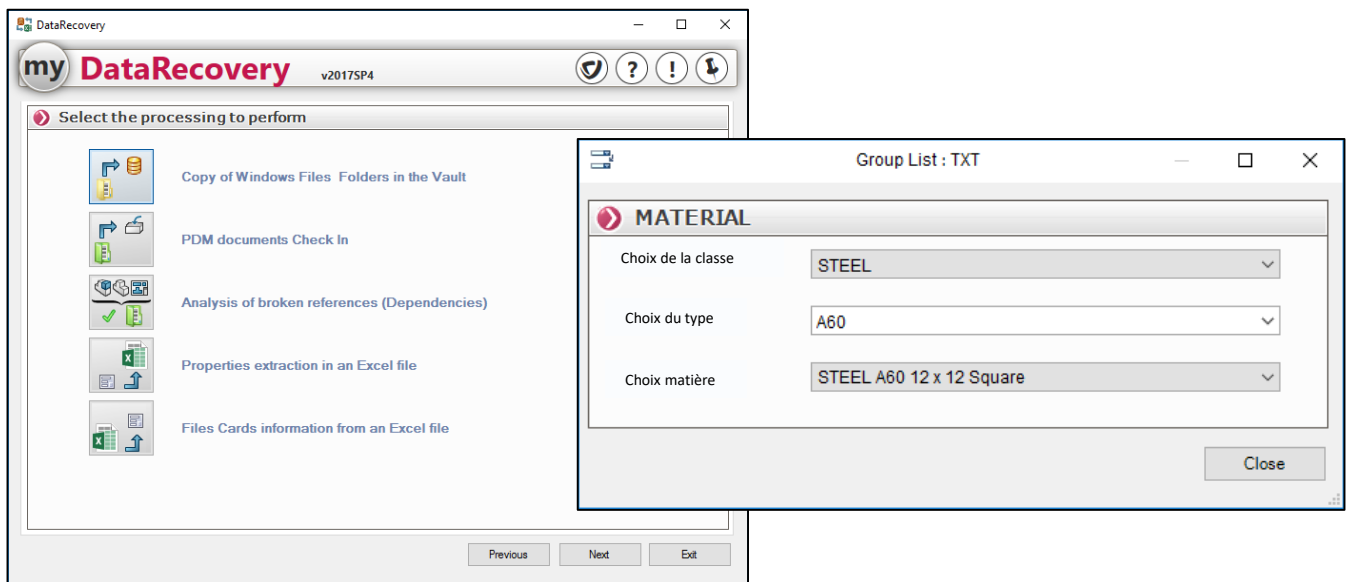 DataRecovery
my DataRecovery v2017SP4
? !
Select the processing to perform
Copy of Windows Files Folders in the Vault
PDM documents Check In
Analysis of broken references (Dependencies)
Properties extraction in an Excel file
Files Cards information from an Excel file
Previous Next Exit
Group List : TXT
MATERIAL
Choix de la classe STEEL
Choix du type A60
Choix matière STEEL A60 12 x 12 Square
Close